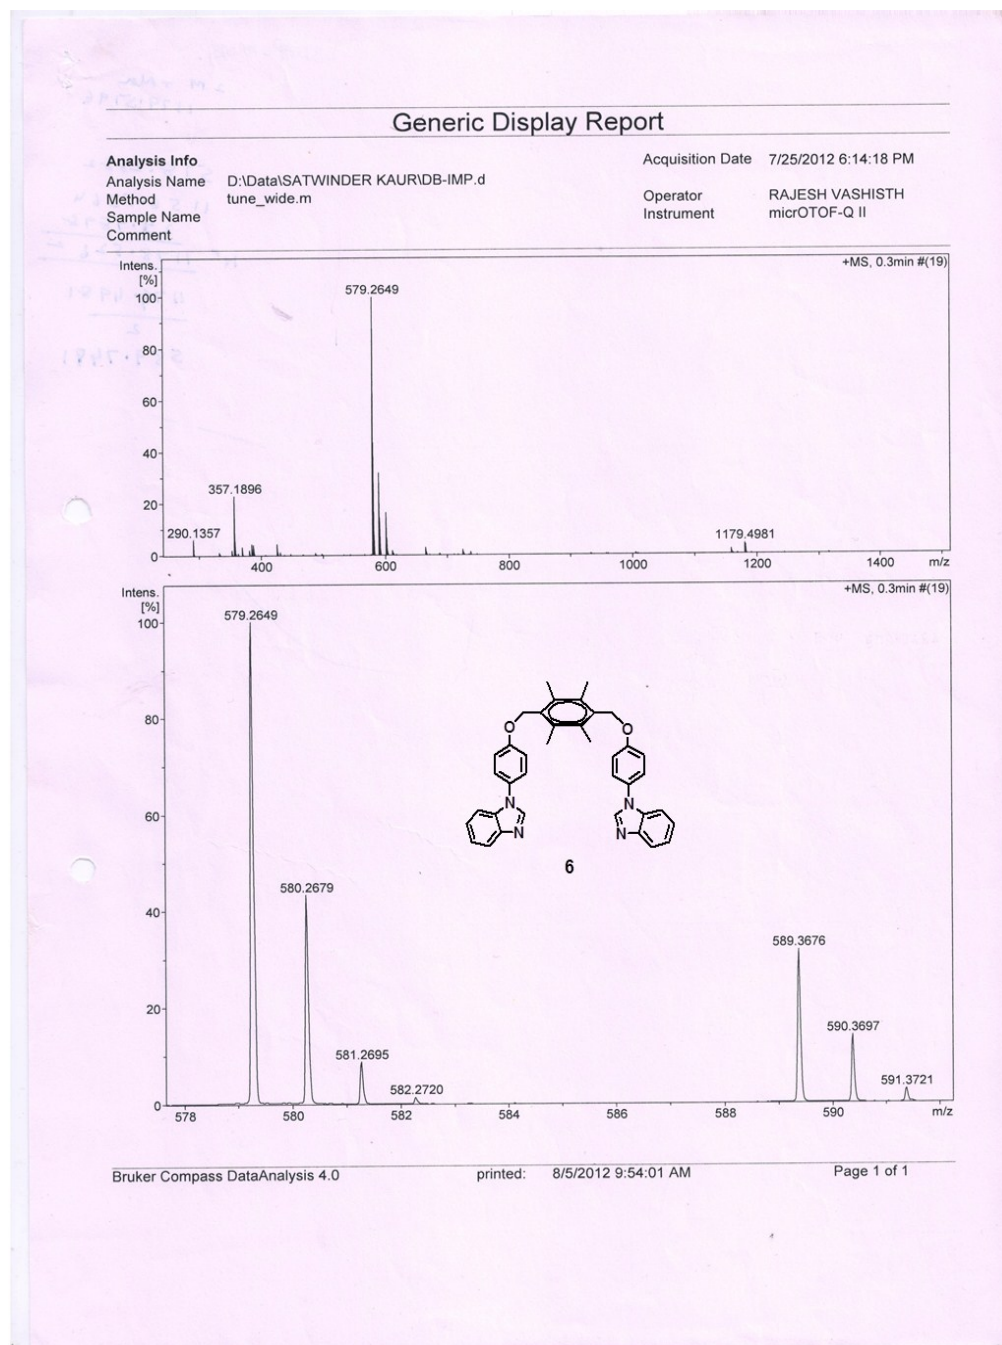 Generic Display Report
Analysis Info
Acquisition Date 7/25/2012 6:14:18 PM
Analysis Name D:\Data\SATWINDER KAUR\DB-IMP.d
Method tune_wide.m
Operator RAJESH VASHISTH
Sample Name
Instrument micrOTOF-Q II
Comment
Intens.
[%]
+MS, 0.3min #(19)
100
80
60
40
20
0
579.2649
357.1896
290.1357
1179.4981
400 600 800 1000 1200 1400 m/z
Intens.
[%]
+MS, 0.3min #(19)
100
80
60
40
20
0
579.2649
580.2679
581.2695
582.2720
589.3676
590.3697
591.3721
O O
N N
N N
6
578 580 582 584 586 588 590 m/z
Bruker Compass DataAnalysis 4.0 printed: 8/5/2012 9:54:01 AM Page 1 of 1